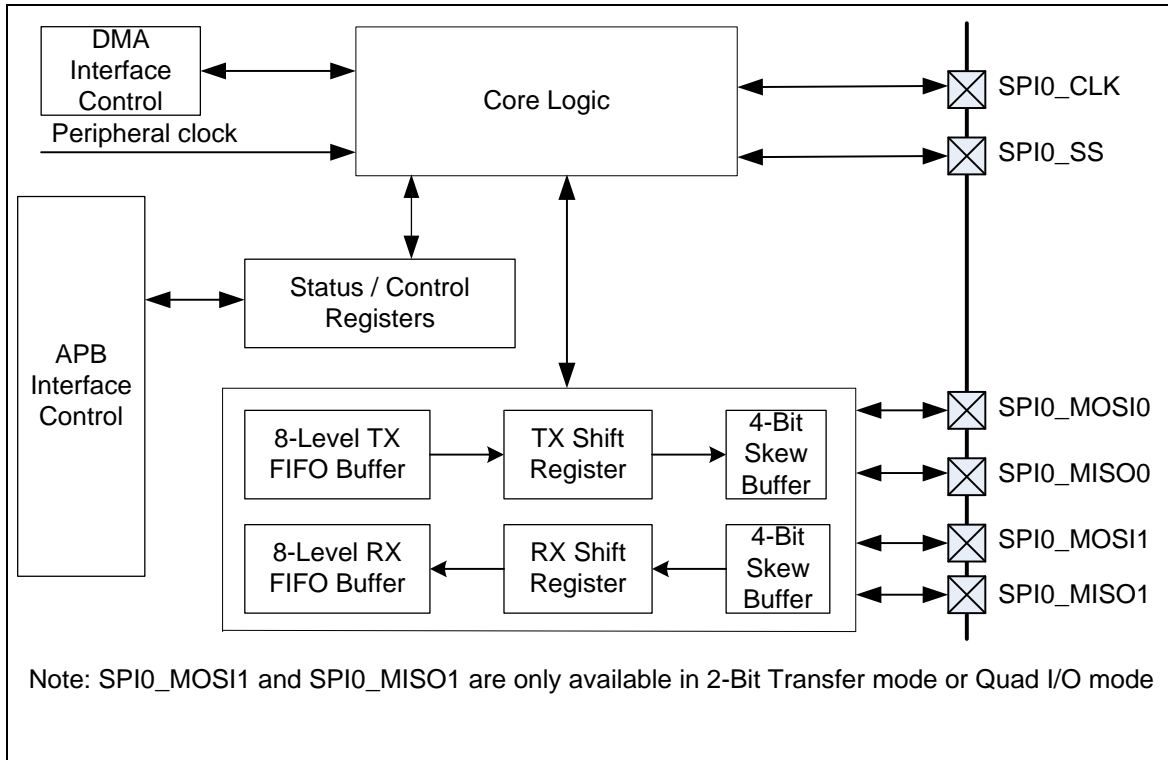 DMA
Interface
Control
Core Logic
SPI0_CLK
Peripheral clock
SPI0_SS
Status / Control
Registers
APB
Interface
Control
8-Level TX
FIFO Buffer
TX Shift
Register
4-Bit
Skew
Buffer
8-Level RX
FIFO Buffer
RX Shift
Register
4-Bit
Skew
Buffer
SPI0_MOSI0
SPI0_MISO0
SPI0_MOSI1
SPI0_MISO1
Note: SPI0_MOSI1 and SPI0_MISO1 are only available in 2-Bit Transfer mode or Quad I/O mode